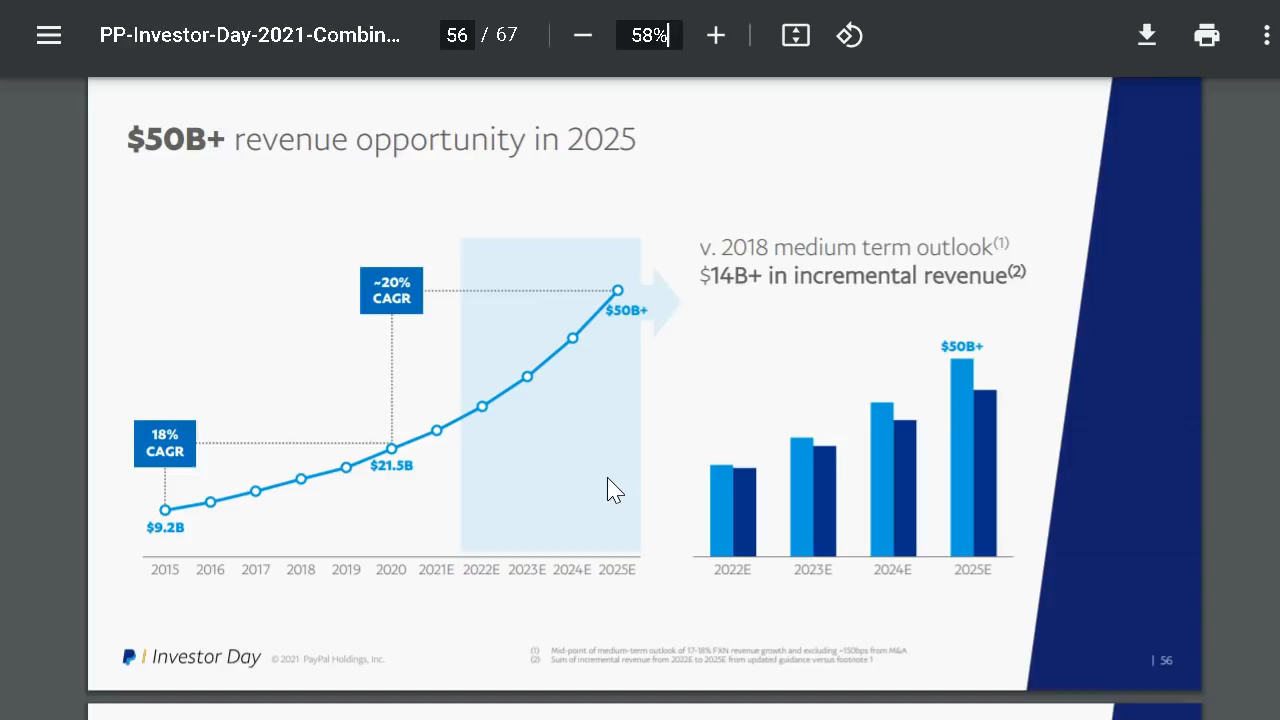 PP-Investor-Day-2021-Combin...
56 / 67
58%
$50B+ revenue opportunity in 2025
v. 2018 medium term outlook(1)
$14B+ in incremental revenue(2)
~20%
CAGR
$50B+
$50B+
18%
CAGR
$21.5B
$9.2B
2015 2016 2017 2018 2019 2020 2021E 2022E 2023E 2024E 2025E
2022E 2023E 2024E 2025E
Investor Day © 2021 PayPal Holdings, Inc.
(1) Mid-point of medium-term outlook of 17-18% FXN revenue growth and excluding ~150bps from M&A
(2) Sum of incremental revenue from 2022E to 2025E from updated guidance versus footnote 1
| 56